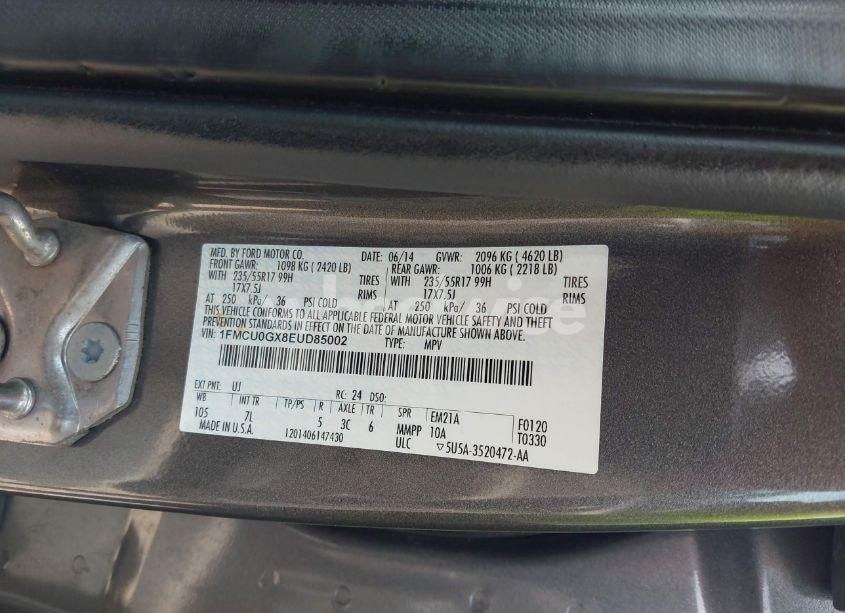 MFD. BY FORD MOTOR CO. DATE: 06/14 GVWR: 2096 KG ( 4620 LB)
FRONT GAWR: 1098 KG ( 2420 LB) REAR GAWR: 1006 KG ( 2218 LB)
WITH 235/55R17 99H TIRES WITH 235/55R17 99H TIRES
17X7.5J RIMS 17X7.5J RIMS
AT 250 kPa/ 36 PSI COLD AT 250 kPa/ 36 PSI COLD
THIS VEHICLE CONFORMS TO ALL APPLICABLE FEDERAL MOTOR VEHICLE SAFETY AND THEFT
PREVENTION STANDARDS IN EFFECT ON THE DATE OF MANUFACTURE SHOWN ABOVE.
VIN: 1FMCU0GX8EUD85002 TYPE: MPV
EXT PNT: UJ RC: 24 DSO:
WB INT TR TP/PS R AXLE TR SPR EM21A F0120
105 7L 5 3C 6 MMPP 10A T0330
MADE IN U.S.A. 1201406147430 ULC ▽5U5A-3520472-AA